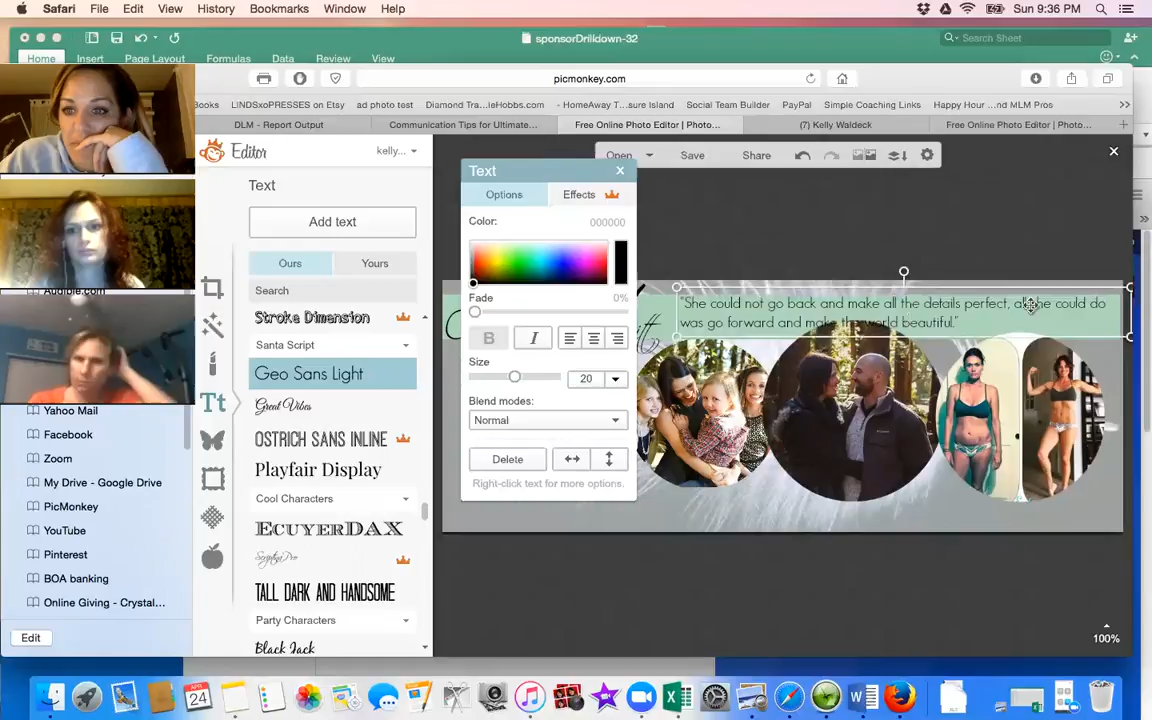 Safari File Edit View History Bookmarks Window Help
Sun 9:36 PM
sponsorDrilldown-32
Search Sheet
Home Insert Page Layout Formulas Data Review View
picmonkey.com
ooks LINDSxoPRESSES on Etsy ad photo test Diamond Tra...leHobbs.com - HomeAway Tr...sure Island Social Team Builder PayPal Simple Coaching Links Happy Hour ...nd MLM Pros
DLM - Report Output
Communication Tips for Ultimate...
Free Online Photo Editor | Photo...
(7) Kelly Waldeck
Free Online Photo Editor | Photo...
Editor
kelly...
Open
Save
Share
Text
Add text
Ours
Yours
Search
Stroke Dimension
Santa Script
Geo Sans Light
Great Vibes
OSTRICH SANS INLINE
Playfair Display
Cool Characters
ECUYERDAX
ScriptinaPro
TALL DARK AND HANDSOME
Party Characters
Black Jack
Text
Options
Effects
Color:
000000
Fade
0%
B
I
Size
20
Blend modes:
Normal
Delete
Right-click text for more options.
"She could not go back and make all the details perfect,
she could do
was go forward and make the world beautiful."
100%
Audible.com
Yahoo Mail
Facebook
Zoom
My Drive - Google Drive
PicMonkey
YouTube
Pinterest
BOA banking
Online Giving - Crystal...
Edit
Tt
APR
24